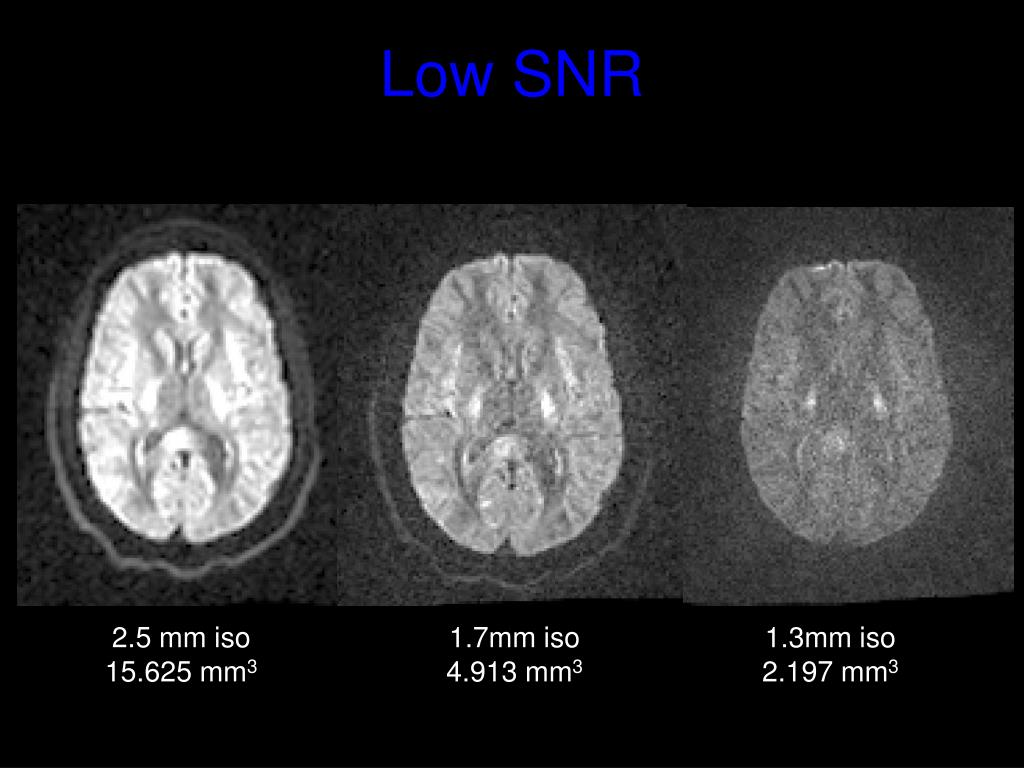 Low SNR
2.5 mm iso
15.625 mm³
1.7mm iso
4.913 mm³
1.3mm iso
2.197 mm³